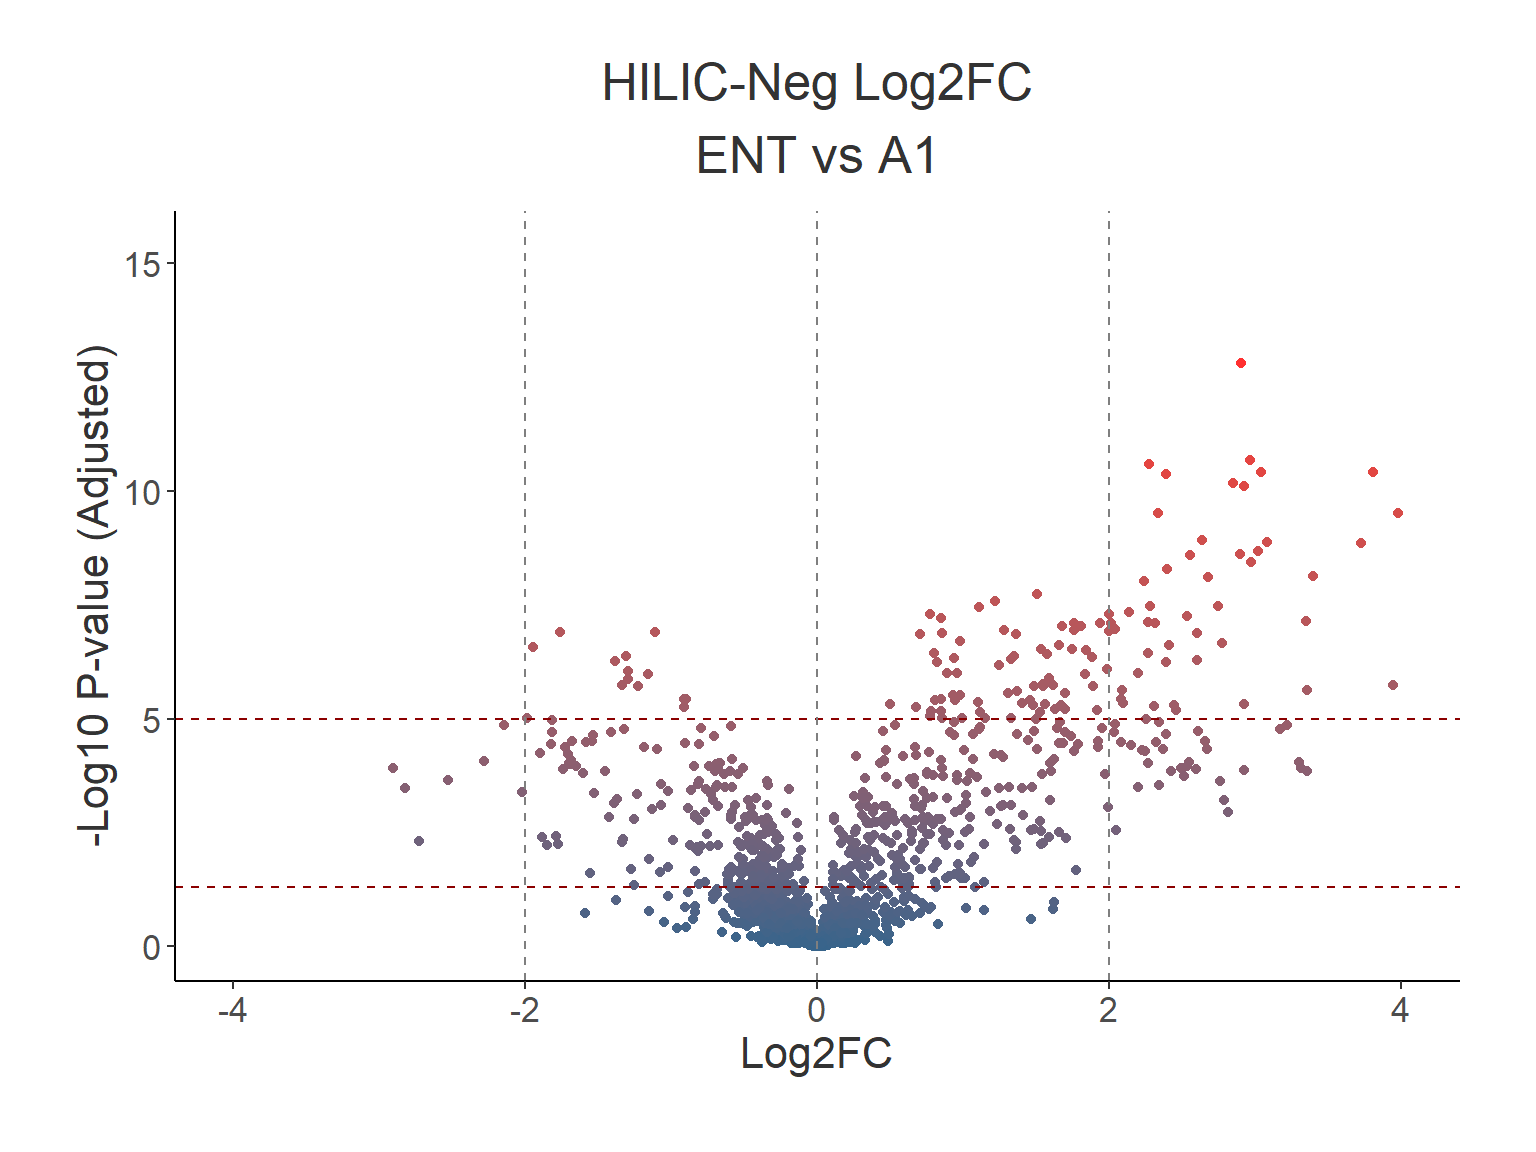 HILIC-Neg Log2FC
ENT vs A1
-Log10 P-value (Adjusted)
15
10
5
0
-4 -2 0 2 4
Log2FC